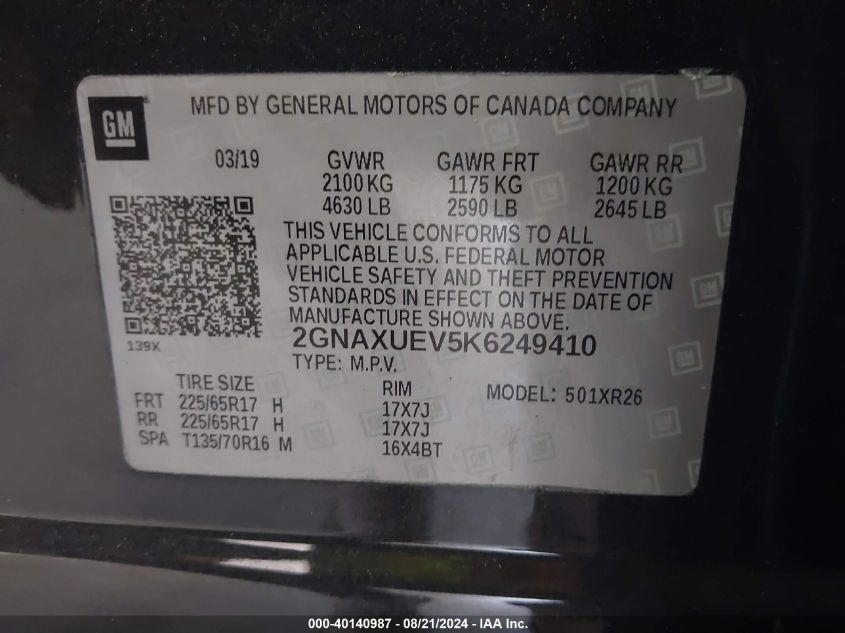 GM
MFD BY GENERAL MOTORS OF CANADA COMPANY
03/19 GVWR GAWR FRT GAWR RR
2100 KG 1175 KG 1200 KG
4630 LB 2590 LB 2645 LB
THIS VEHICLE CONFORMS TO ALL
APPLICABLE U.S. FEDERAL MOTOR
VEHICLE SAFETY AND THEFT PREVENTION
STANDARDS IN EFFECT ON THE DATE OF
MANUFACTURE SHOWN ABOVE.
139X
2GNAXUEV5K6249410
TYPE: M.P.V.
TIRE SIZE RIM MODEL: 501XR26
FRT 225/65R17 H 17X7J
RR 225/65R17 H 17X7J
SPA T135/70R16 M 16X4BT
000-40140987 - 08/21/2024 - IAA Inc.